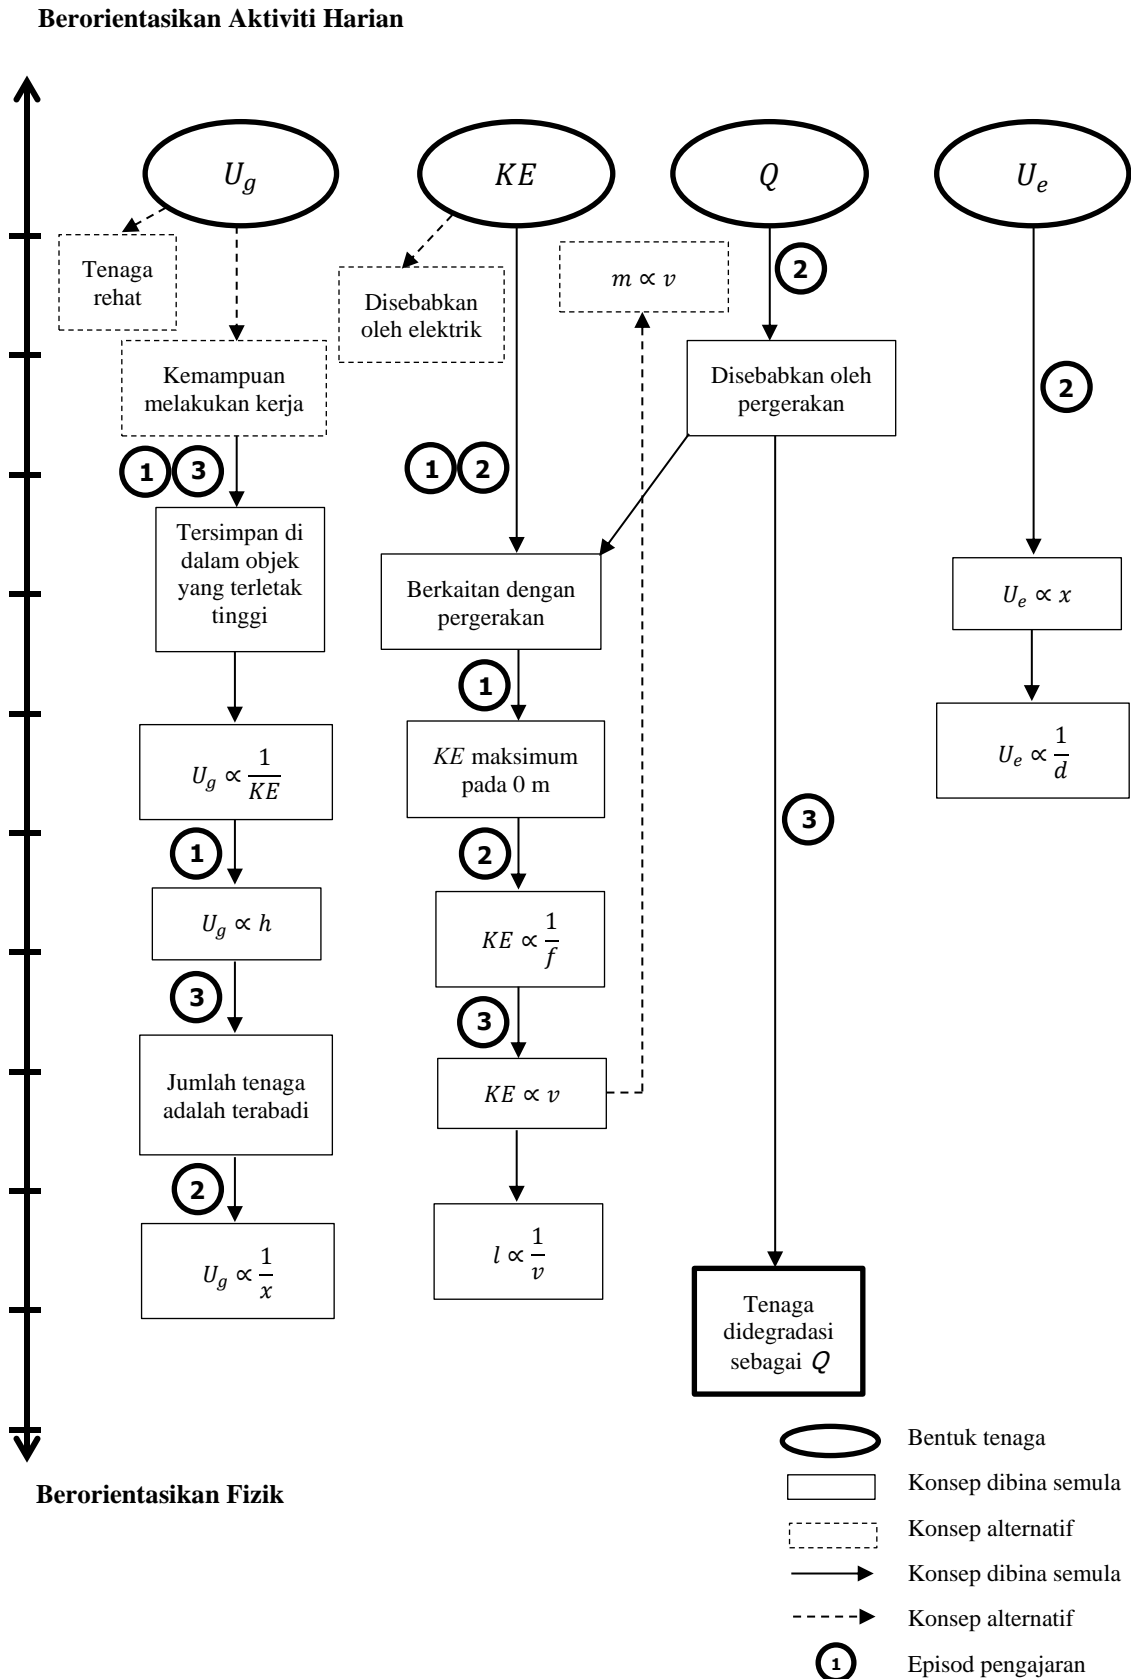 Berorientasikan Aktiviti Harian
U_g
KE
Q
U_e
Tenaga
rehat
Disebabkan
oleh elektrik
m ∝ v
2
Kemampuan
melakukan kerja
Disebabkan oleh
pergerakan
2
1 3
1 2
Tersimpan di
dalam objek
yang terletak
tinggi
Berkaitan dengan
pergerakan
U_e ∝ x
1
U_g ∝ 1/KE
KE maksimum
pada 0 m
U_e ∝ 1/d
3
1
2
U_g ∝ h
KE ∝ 1/f
3
3
Jumlah tenaga
adalah terabadi
KE ∝ v
2
U_g ∝ 1/x
l ∝ 1/v
Tenaga
didegradasi
sebagai Q
Berorientasikan Fizik
Bentuk tenaga
Konsep dibina semula
Konsep alternatif
Konsep dibina semula
Konsep alternatif
1 Episod pengajaran